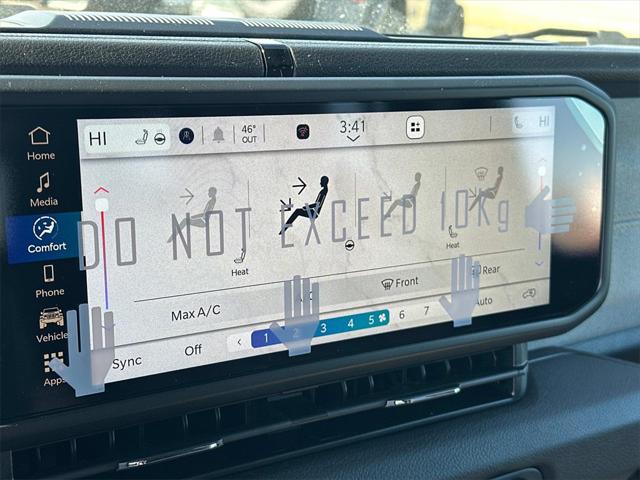 HI
46°
OUT
3:41
HI
Home
Media
Comfort
Phone
Vehicle
Apps
DO NOT EXCEED 10Kg
Heat
Heat
Max A/C
A/C
Front
Rear
Sync
Off
< 1 2 3 4 5 6 7
Auto